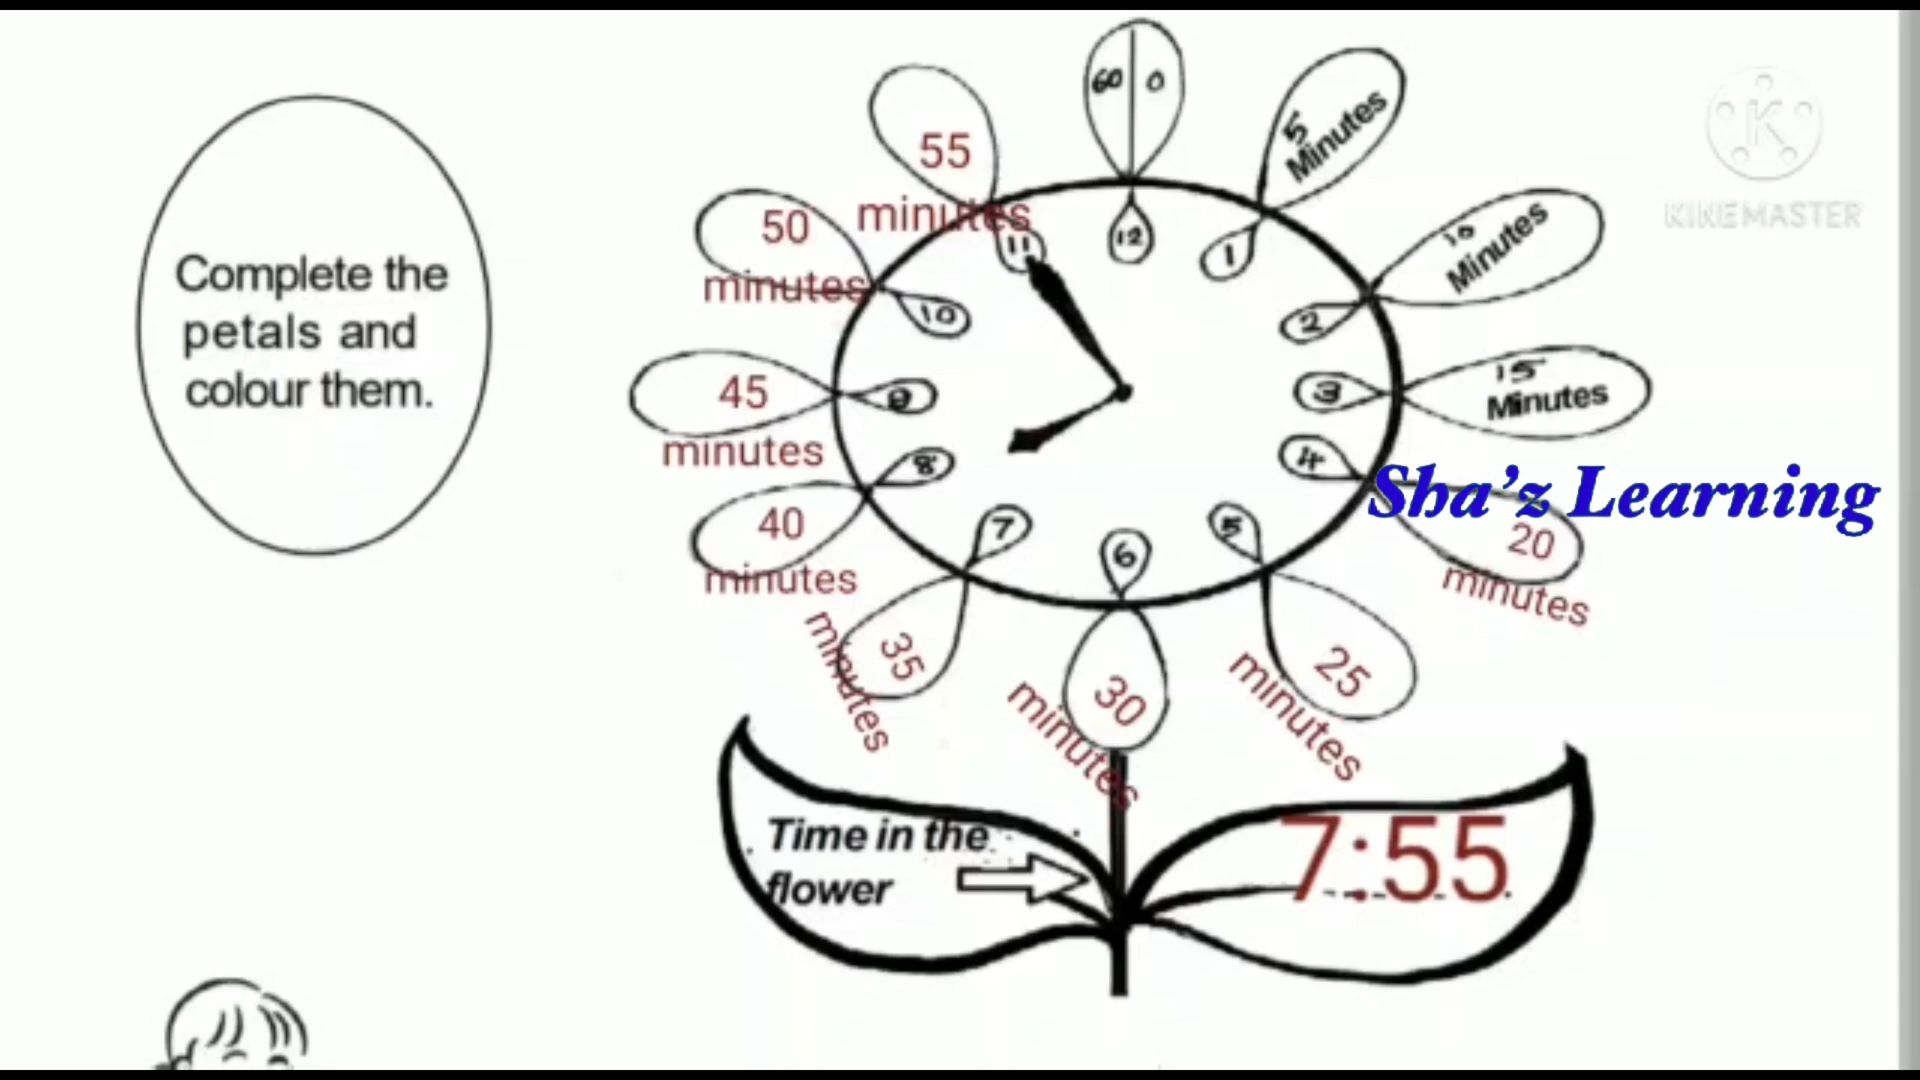 Complete the
petals and
colour them.
60 0
5
Minutes
10
Minutes
15
Minutes
20
minutes
25
minutes
30
minutes
35
minutes
40
minutes
45
minutes
50
minutes
55
minutes
12
1
2
3
4
5
6
7
8
9
10
11
KINEMASTER
Sha'z Learning
Time in the
flower
7:55